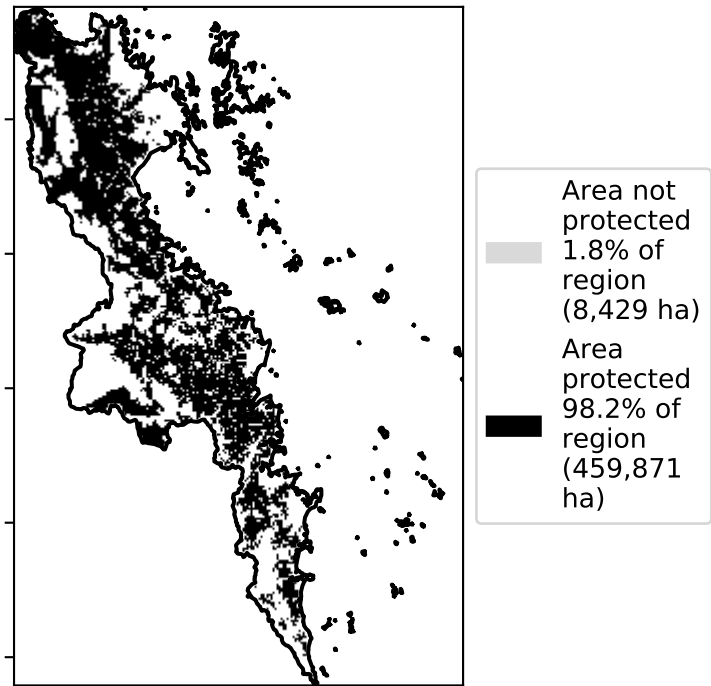 Area not
protected
1.8% of
region
(8,429 ha)
Area
protected
98.2% of
region
(459,871
ha)